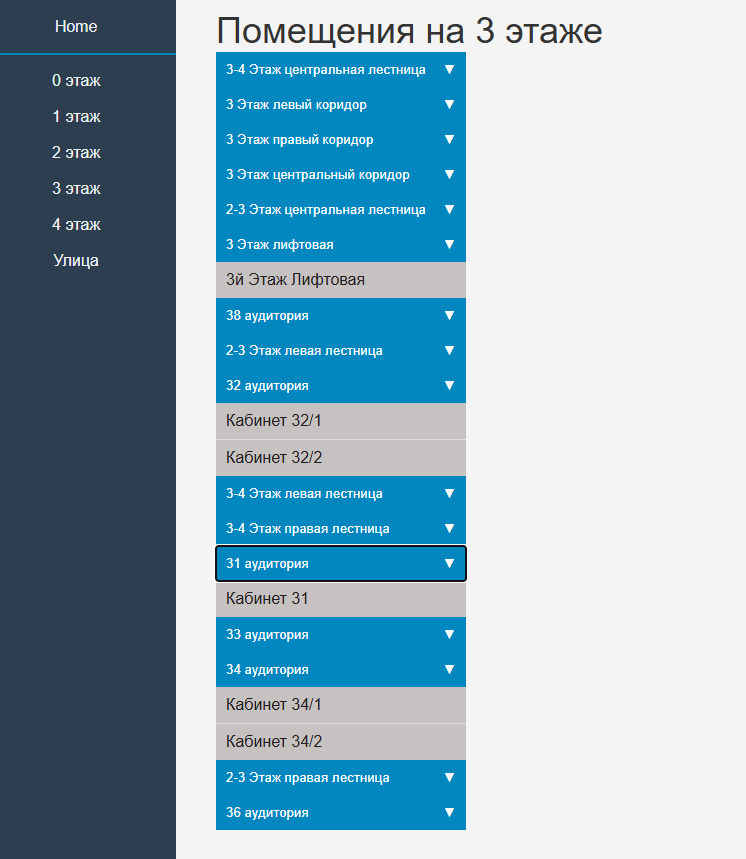 Home
0 этаж
1 этаж
2 этаж
3 этаж
4 этаж
Улица
Помещения на 3 этаже
3-4 Этаж центральная лестница ▼
3 Этаж левый коридор ▼
3 Этаж правый коридор ▼
3 Этаж центральный коридор ▼
2-3 Этаж центральная лестница ▼
3 Этаж лифтовая ▼
3й Этаж Лифтовая
38 аудитория ▼
2-3 Этаж левая лестница ▼
32 аудитория ▼
Кабинет 32/1
Кабинет 32/2
3-4 Этаж левая лестница ▼
3-4 Этаж правая лестница ▼
31 аудитория ▼
Кабинет 31
33 аудитория ▼
34 аудитория ▼
Кабинет 34/1
Кабинет 34/2
2-3 Этаж правая лестница ▼
36 аудитория ▼